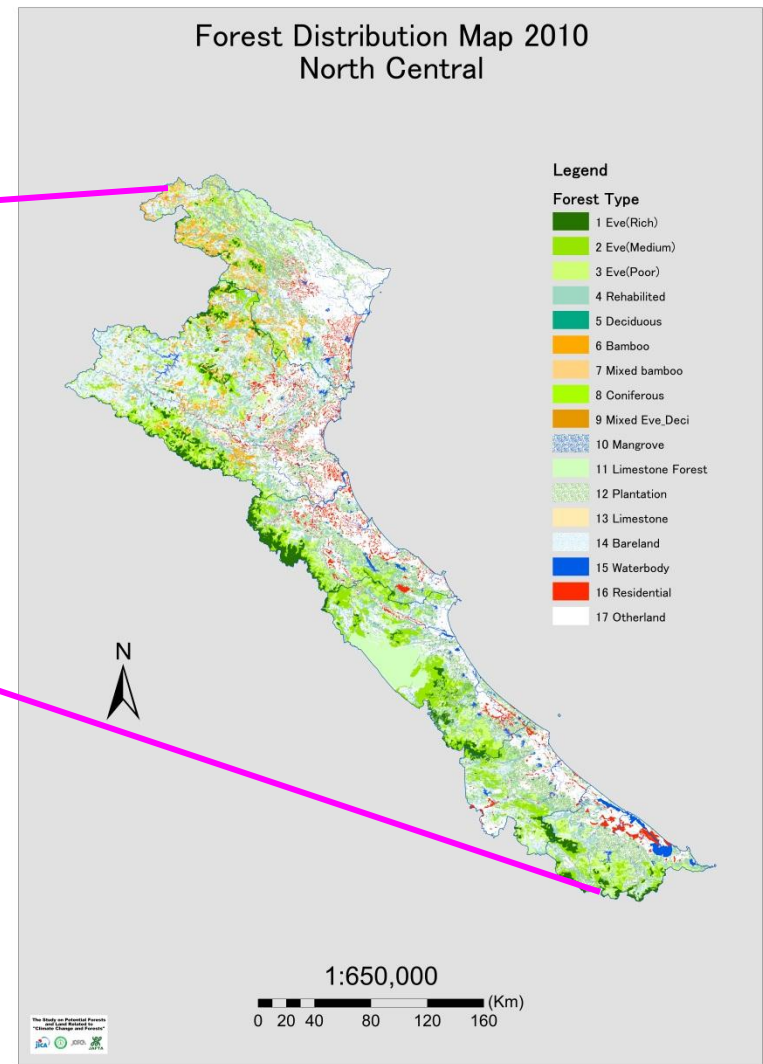 Forest Distribution Map 2010
North Central
Legend
Forest Type
1 Eve(Rich)
2 Eve(Medium)
3 Eve(Poor)
4 Rehabilited
5 Deciduous
6 Bamboo
7 Mixed bamboo
8 Coniferous
9 Mixed Eve_Deci
10 Mangrove
11 Limestone Forest
12 Plantation
13 Limestone
14 Bareland
15 Waterbody
16 Residential
17 Otherland
N
1:650,000
(Km)
0 20 40 80 120 160
The Study on Potential Forests
and Land Related to
"Climate Change and Forests"
JICA
JAFTA